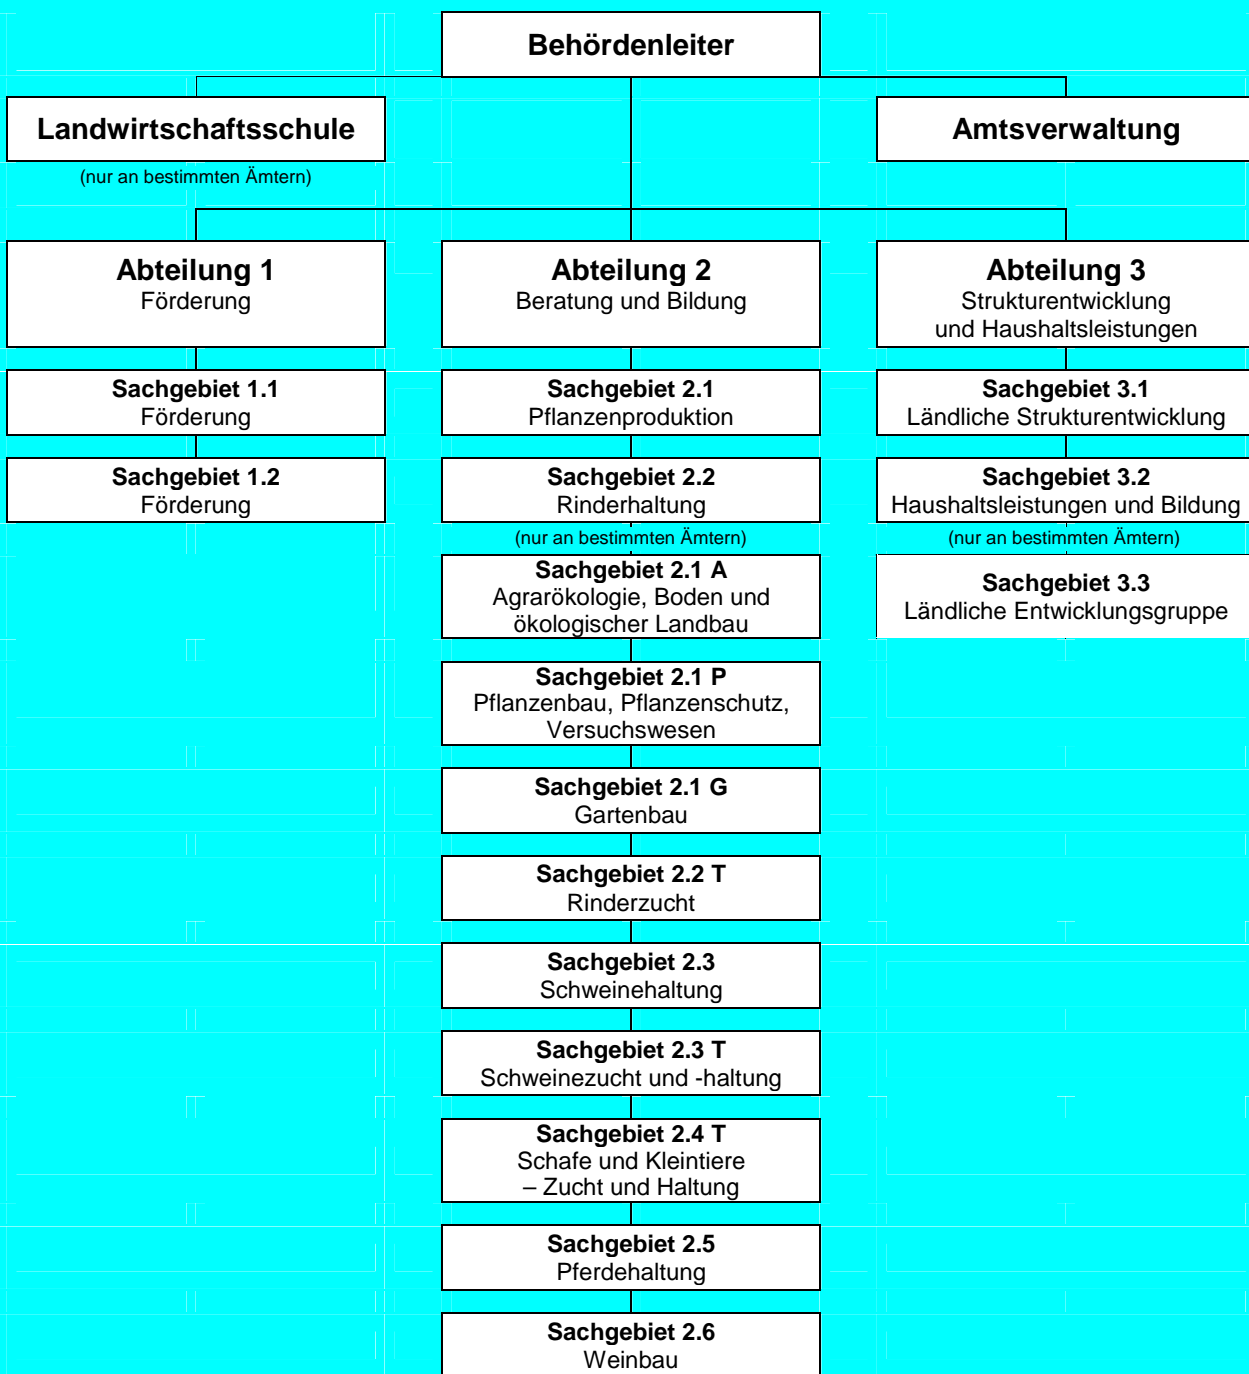 Behördenleiter
Landwirtschaftsschule
(nur an bestimmten Ämtern)
Amtsverwaltung
Abteilung 1
Förderung
Sachgebiet 1.1
Förderung
Sachgebiet 1.2
Förderung
Abteilung 2
Beratung und Bildung
Sachgebiet 2.1
Pflanzenproduktion
Sachgebiet 2.2
Rinderhaltung
(nur an bestimmten Ämtern)
Sachgebiet 2.1 A
Agrarökologie, Boden und
ökologischer Landbau
Sachgebiet 2.1 P
Pflanzenbau, Pflanzenschutz,
Versuchswesen
Sachgebiet 2.1 G
Gartenbau
Sachgebiet 2.2 T
Rinderzucht
Sachgebiet 2.3
Schweinehaltung
Sachgebiet 2.3 T
Schweinezucht und -haltung
Sachgebiet 2.4 T
Schafe und Kleintiere
– Zucht und Haltung
Sachgebiet 2.5
Pferdehaltung
Sachgebiet 2.6
Weinbau
Abteilung 3
Strukturentwicklung
und Haushaltsleistungen
Sachgebiet 3.1
Ländliche Strukturentwicklung
Sachgebiet 3.2
Haushaltsleistungen und Bildung
(nur an bestimmten Ämtern)
Sachgebiet 3.3
Ländliche Entwicklungsgruppe